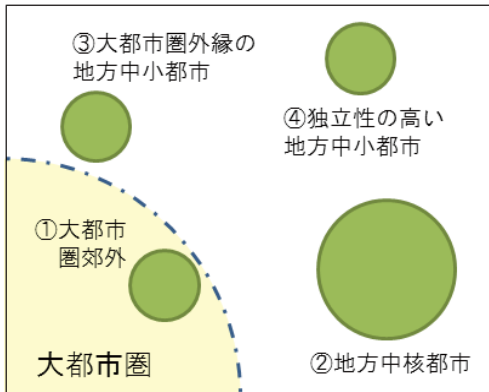 ③大都市圏外縁の
地方中小都市
④独立性の高い
地方中小都市
①大都市
圏郊外
大都市圏
②地方中核都市